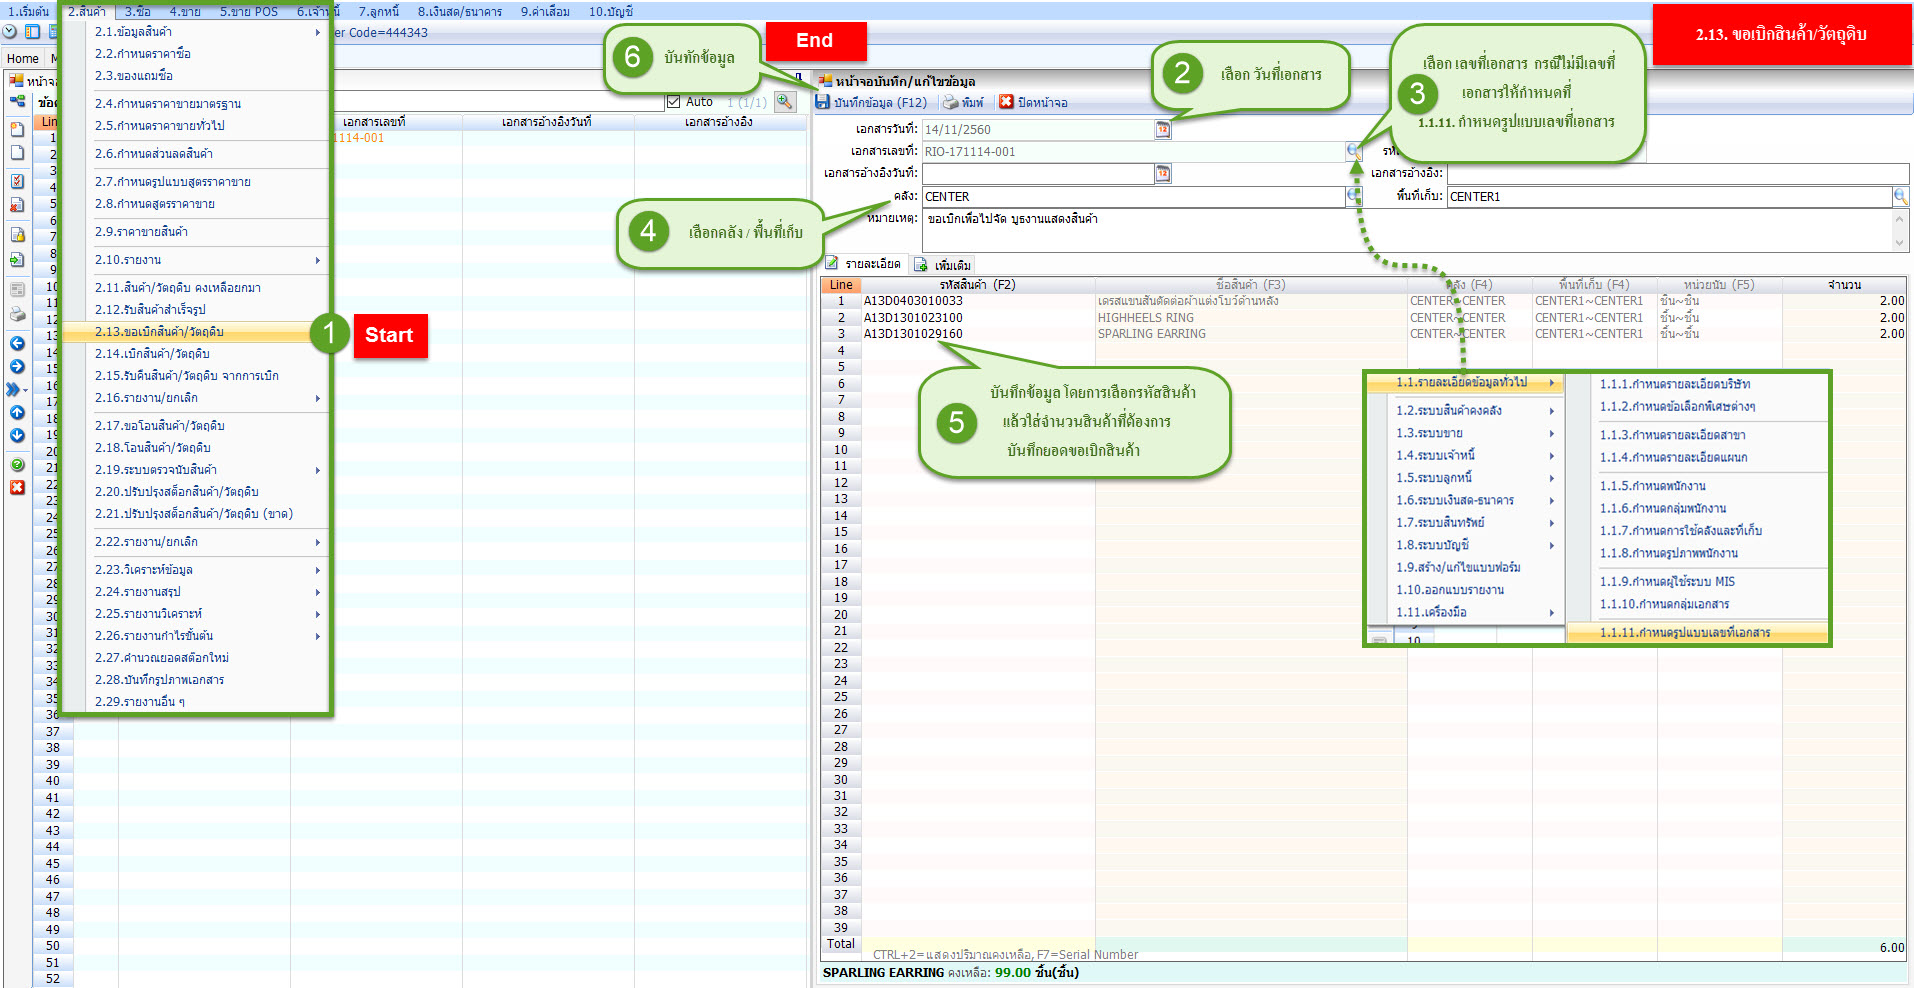 1.เริ่มต้น 2.สินค้า 3.ซื้อ 4.ขาย 5.ขาย POS 6.เจ้าหนี้ 7.ลูกหนี้ 8.เงินสด/ธนาคาร 9.ค่าเสื่อม 10.บัญชี
er Code=444343
Home
2.13. ขอเบิกสินค้า/วัตถุดิบ
6 บันทึกข้อมูล
End
2 เลือก วันที่เอกสาร
3 เลือก เลขที่เอกสาร กรณีไม่มีเลขที่
เอกสารให้กำหนดที่
1.1.11. กำหนดรูปแบบเลขที่เอกสาร
2.1.ข้อมูลสินค้า
2.2.กำหนดราคาซื้อ
2.3.ของแถมซื้อ
2.4.กำหนดราคาขายมาตรฐาน
2.5.กำหนดราคาขายทั่วไป
2.6.กำหนดส่วนลดสินค้า
2.7.กำหนดรูปแบบสูตรราคาขาย
2.8.กำหนดสูตรราคาขาย
2.9.ราคาขายสินค้า
2.10.รายงาน
2.11.สินค้า/วัตถุดิบ คงเหลือยกมา
2.12.รับสินค้าสำเร็จรูป
2.13.ขอเบิกสินค้า/วัตถุดิบ
2.14.เบิกสินค้า/วัตถุดิบ
2.15.รับคืนสินค้า/วัตถุดิบ จากการเบิก
2.16.รายงาน/ยกเลิก
2.17.ขอโอนสินค้า/วัตถุดิบ
2.18.โอนสินค้า/วัตถุดิบ
2.19.ระบบตรวจนับสินค้า
2.20.ปรับปรุงสต็อกสินค้า/วัตถุดิบ
2.21.ปรับปรุงสต็อกสินค้า/วัตถุดิบ (ขาด)
2.22.รายงาน/ยกเลิก
2.23.วิเคราะห์ข้อมูล
2.24.รายงานสรุป
2.25.รายงานวิเคราะห์
2.26.รายงานกำไรขั้นต้น
2.27.คำนวณยอดสต๊อกใหม่
2.28.บันทึกรูปภาพเอกสาร
2.29.รายงานอื่น ๆ
1 Start
Auto 1 (1/1)
เอกสารเลขที่ เอกสารอ้างอิงวันที่ เอกสารอ้างอิง
1114-001
37
38
39
40
41
42
43
44
45
46
47
48
49
50
51
52
หน้าจอบันทึก/แก้ไขข้อมูล
บันทึกข้อมูล (F12) พิมพ์ ปิดหน้าจอ
เอกสารวันที่: 14/11/2560
เอกสารเลขที่: RIO-171114-001
เอกสารอ้างอิงวันที่: เอกสารอ้างอิง:
คลัง: CENTER พื้นที่เก็บ: CENTER1
หมายเหตุ: ขอเบิกเพื่อไปจัด บูธงานแสดงสินค้า
4 เลือกคลัง / พื้นที่เก็บ
รายละเอียด เพิ่มเติม
Line รหัสสินค้า (F2) ชื่อสินค้า (F3) คลัง (F4) พื้นที่เก็บ (F4) หน่วยนับ (F5) จำนวน
1 A13D0403010033 เดรสแขนสั้นตัดต่อผ้าแต่งโบว์ด้านหลัง CENTER~CENTER CENTER1~CENTER1 ชิ้น~ชิ้น 2.00
2 A13D1301023100 HIGHHEELS RING CENTER~CENTER CENTER1~CENTER1 ชิ้น~ชิ้น 2.00
3 A13D1301029160 SPARLING EARRING CENTER~CENTER CENTER1~CENTER1 ชิ้น~ชิ้น 2.00
4
5
6
7
8
9
10
11
12
13
14
15
16
17
18
19
20
21
22
23
24
25
26
27
28
29
30
31
32
33
34
35
36
37
38
39
5 บันทึกข้อมูล โดยการเลือกรหัสสินค้า
แล้วใส่จำนวนสินค้าที่ต้องการ
บันทึกยอดขอเบิกสินค้า
1.1.รายละเอียดข้อมูลทั่วไป
1.2.ระบบสินค้าคงคลัง
1.3.ระบบขาย
1.4.ระบบเจ้าหนี้
1.5.ระบบลูกหนี้
1.6.ระบบเงินสด-ธนาคาร
1.7.ระบบสินทรัพย์
1.8.ระบบบัญชี
1.9.สร้าง/แก้ไขแบบฟอร์ม
1.10.ออกแบบรายงาน
1.11.เครื่องมือ
1.1.1.กำหนดรายละเอียดบริษัท
1.1.2.กำหนดข้อเลือกพิเศษต่างๆ
1.1.3.กำหนดรายละเอียดสาขา
1.1.4.กำหนดรายละเอียดแผนก
1.1.5.กำหนดพนักงาน
1.1.6.กำหนดกลุ่มพนักงาน
1.1.7.กำหนดการใช้คลังและที่เก็บ
1.1.8.กำหนดรูปภาพพนักงาน
1.1.9.กำหนดผู้ใช้ระบบ MIS
1.1.10.กำหนดกลุ่มเอกสาร
1.1.11.กำหนดรูปแบบเลขที่เอกสาร
Total 6.00
CTRL+2=แสดงปริมาณคงเหลือ, F7=Serial Number
SPARLING EARRING คงเหลือ: 99.00 ชิ้น(ชิ้น)